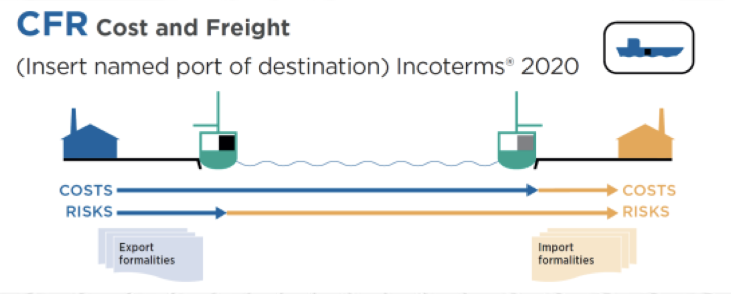 CFR Cost and Freight
(Insert named port of destination) Incoterms® 2020
COSTS COSTS
RISKS RISKS
Export
formalities
Import
formalities